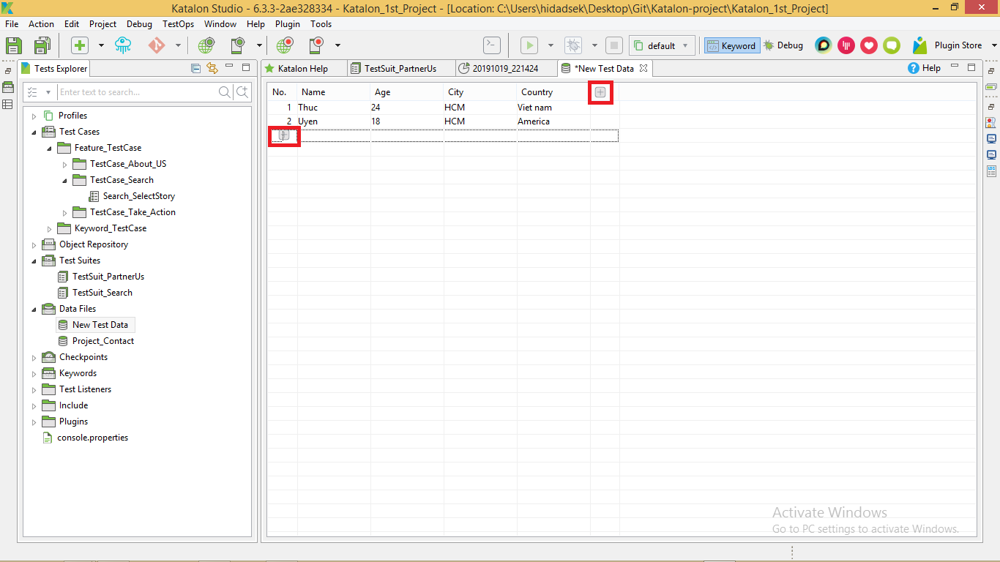 Katalon Studio - 6.3.3-2ae328334 - Katalon_1st_Project - [Location: C:\Users\hidadsek\Desktop\Git\Katalon-project\Katalon_1st_Project]
File Action Edit Project Debug TestOps Window Help Plugin Tools
default Keyword Debug Plugin Store
Tests Explorer
Katalon Help TestSuit_PartnerUs 20191019_221424 *New Test Data Help
Enter text to search...
Profiles
Test Cases
Feature_TestCase
TestCase_About_US
TestCase_Search
Search_SelectStory
TestCase_Take_Action
Keyword_TestCase
Object Repository
Test Suites
TestSuit_PartnerUs
TestSuit_Search
Data Files
New Test Data
Project_Contact
Checkpoints
Keywords
Test Listeners
Include
Plugins
console.properties
No. Name Age City Country
1 Thuc 24 HCM Viet nam
2 Uyen 18 HCM America
Activate Windows
Go to PC settings to activate Windows.